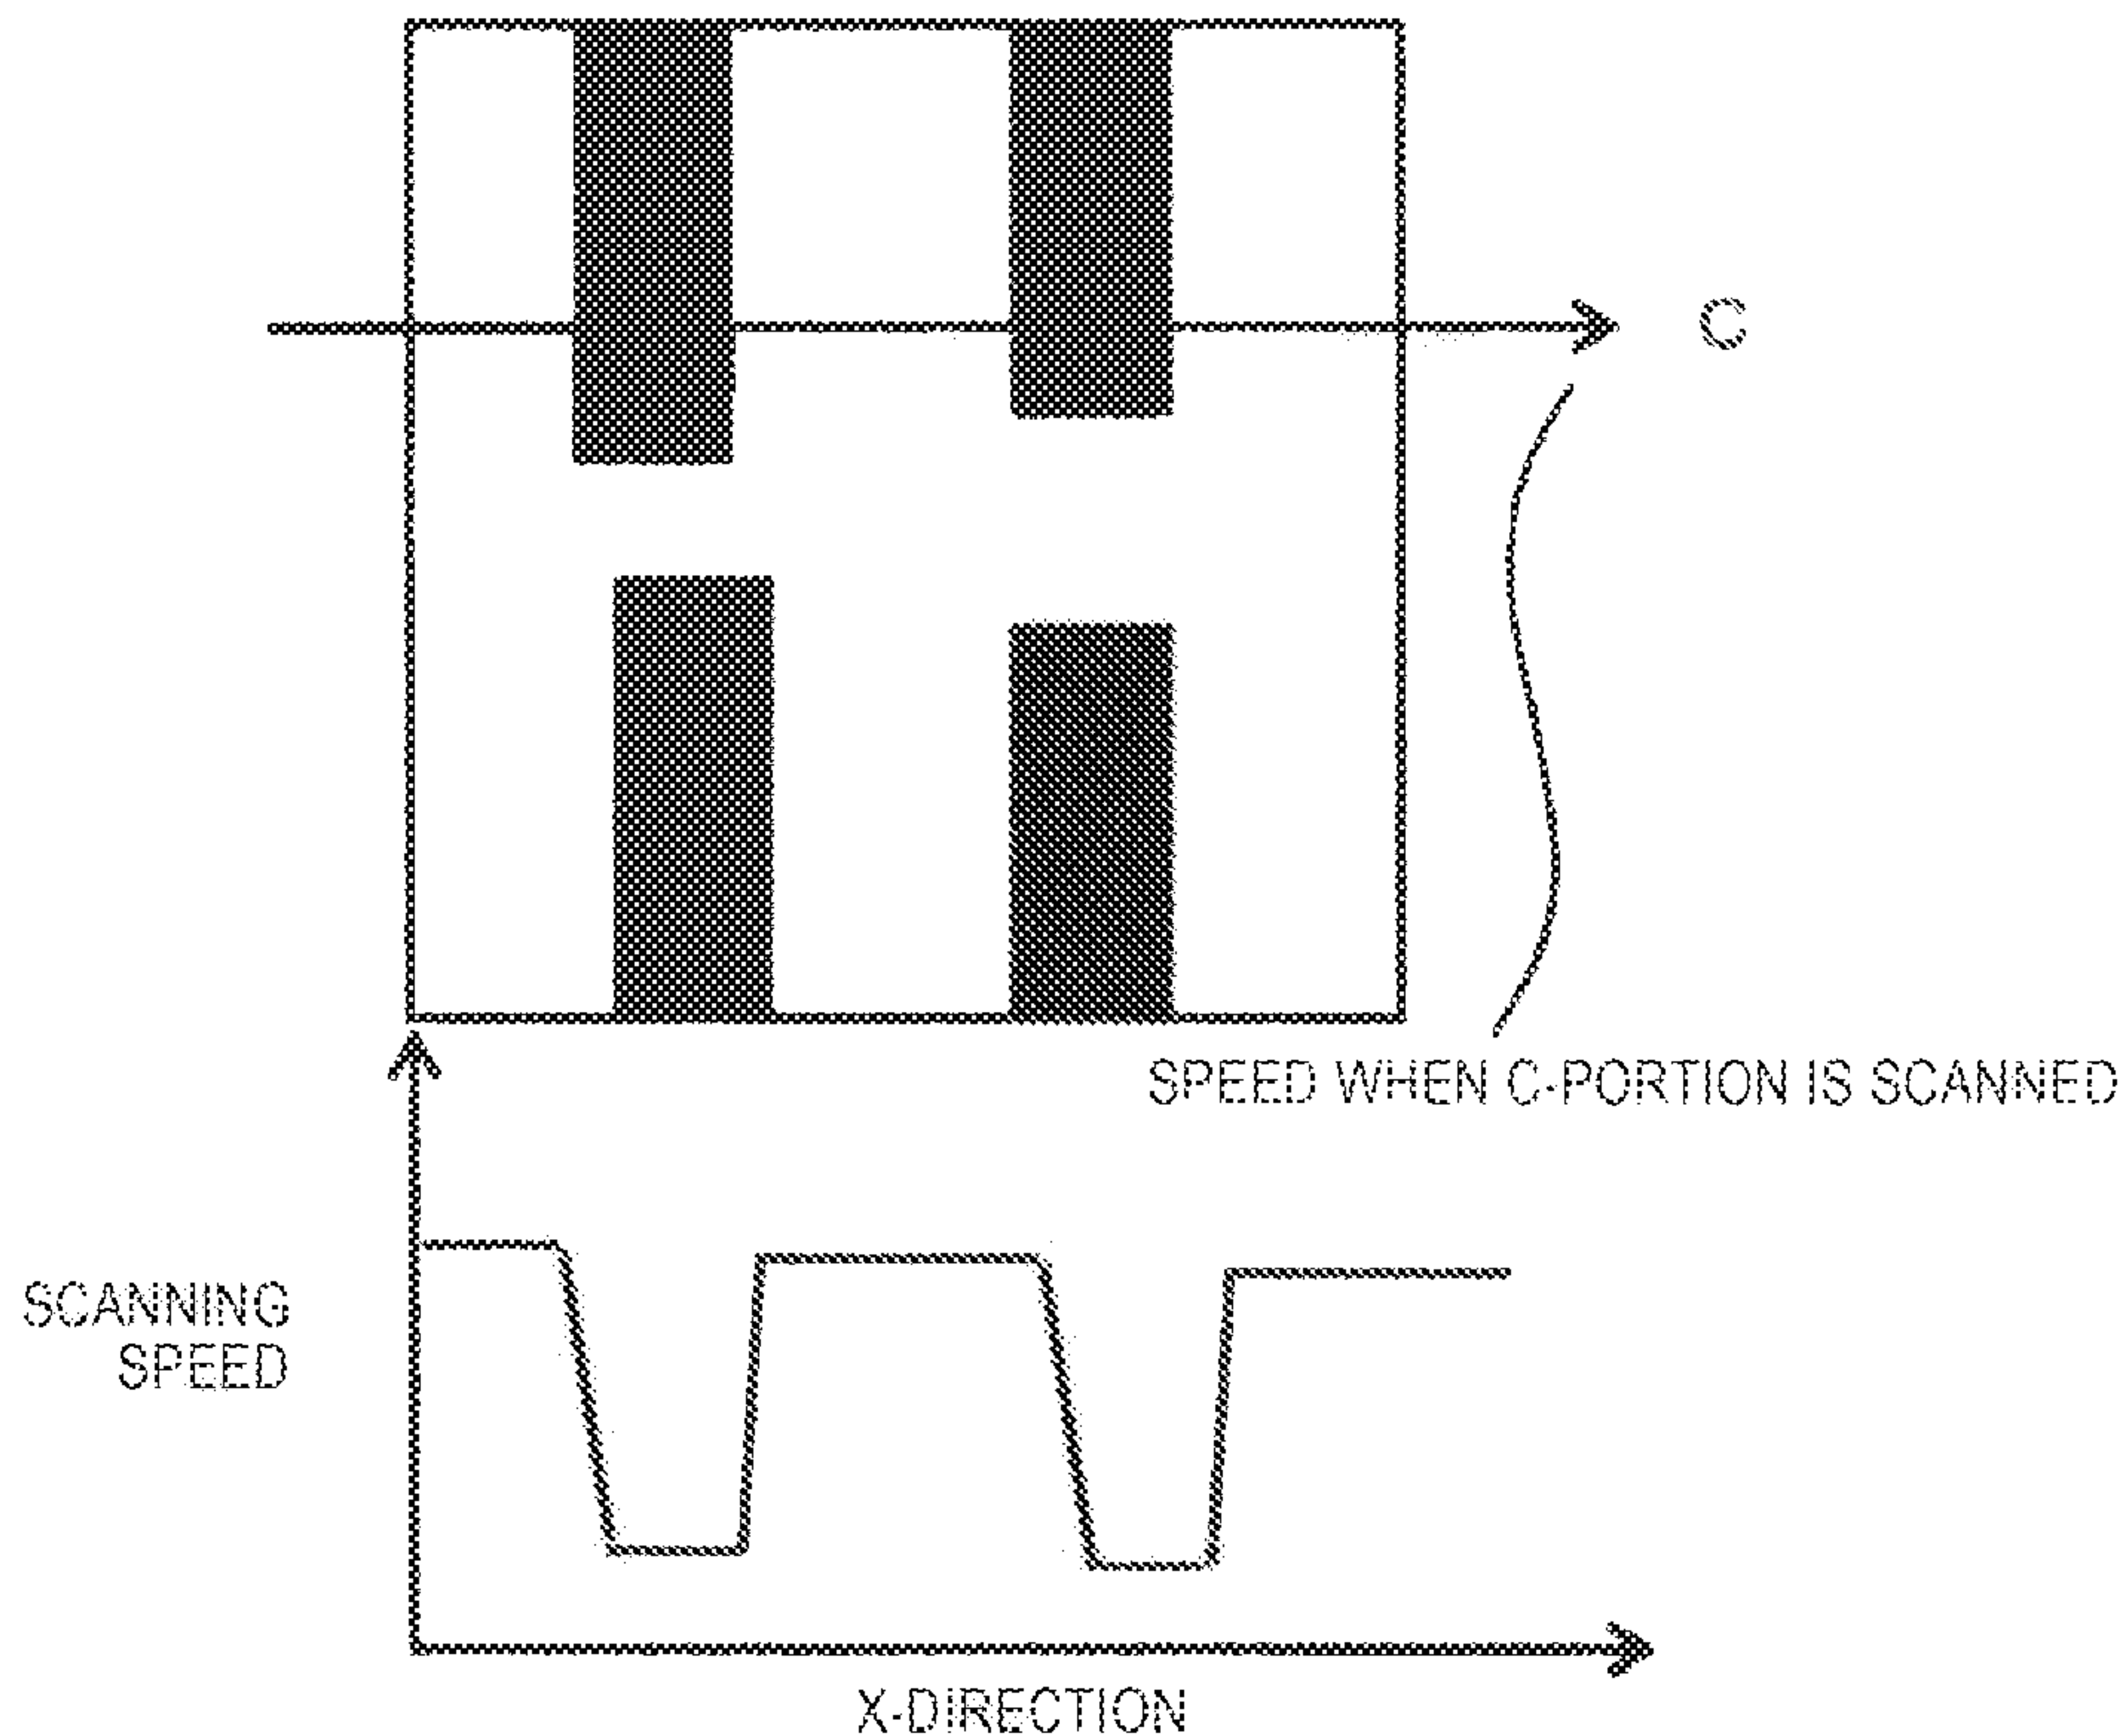 C
SPEED WHEN C-PORTION IS SCANNED
SCANNING
SPEED
X-DIRECTION